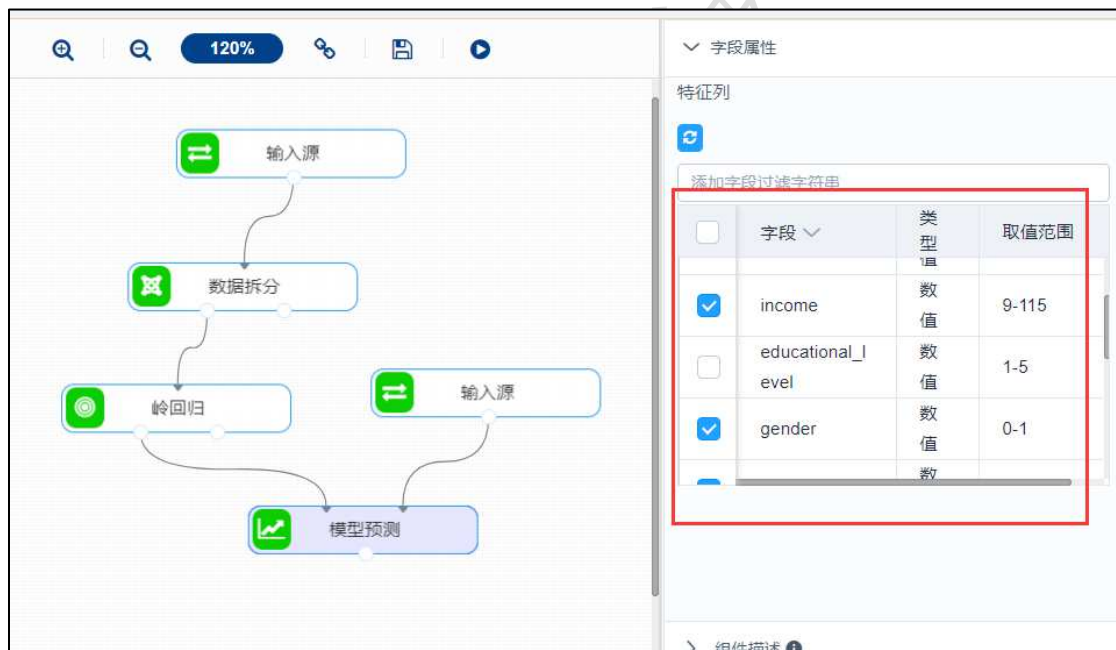 120%
字段属性
特征列
添加字段过滤字符串
字段
类型
取值范围
值
income
数值
9-115
educational_level
数值
1-5
gender
数值
0-1
数
输入源
数据拆分
岭回归
输入源
模型预测
组件描述